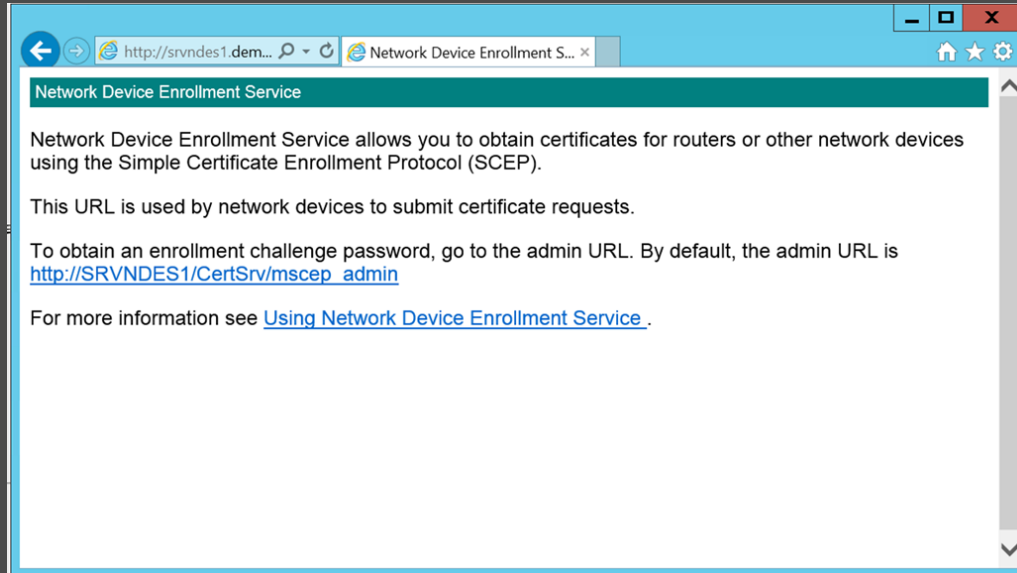 http://srvndes1.dem...
Network Device Enrollment S...
Network Device Enrollment Service
Network Device Enrollment Service allows you to obtain certificates for routers or other network devices
using the Simple Certificate Enrollment Protocol (SCEP).
This URL is used by network devices to submit certificate requests.
To obtain an enrollment challenge password, go to the admin URL. By default, the admin URL is
http://SRVNDES1/CertSrv/mscep_admin
For more information see Using Network Device Enrollment Service .